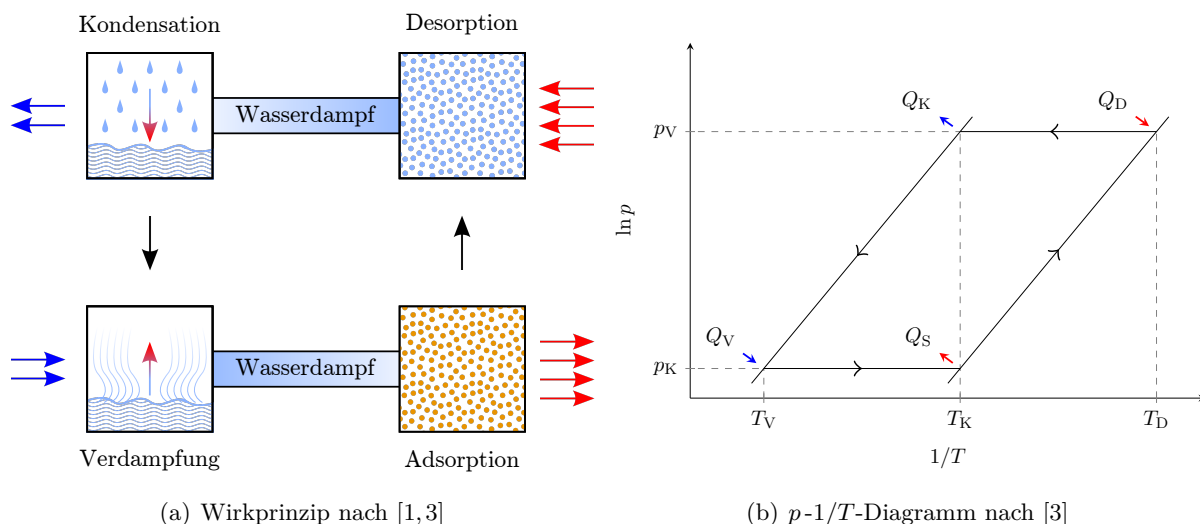 Kondensation
Desorption
Wasserdampf
Wasserdampf
Verdampfung
Adsorption
(a) Wirkprinzip nach [1,3]
ln p
p_V
p_K
Q_K
Q_D
Q_V
Q_S
T_V
T_K
T_D
1/T
(b) p-1/T-Diagramm nach [3]